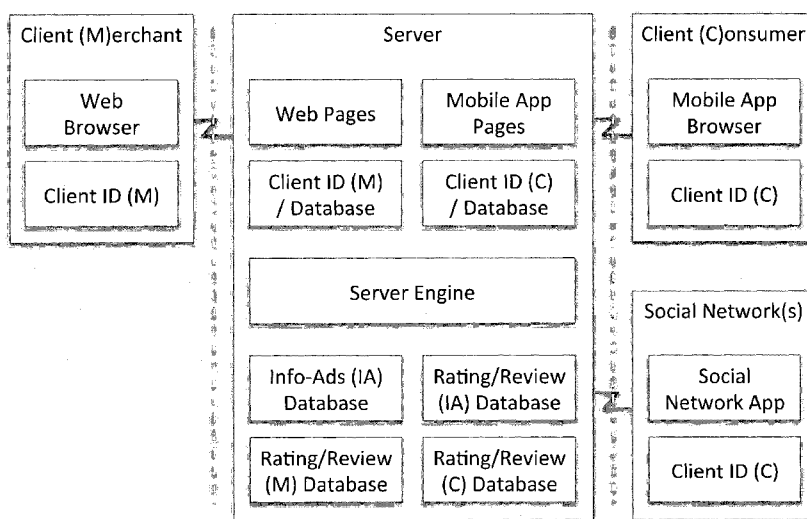 Client (M)erchant
Web
Browser
Client ID (M)
Server
Web Pages
Mobile App
Pages
Client ID (M)
/ Database
Client ID (C)
/ Database
Server Engine
Info-Ads (IA)
Database
Rating/Review
(IA) Database
Rating/Review
(M) Database
Rating/Review
(C) Database
Client (C)onsumer
Mobile App
Browser
Client ID (C)
Social Network(s)
Social
Network App
Client ID (C)